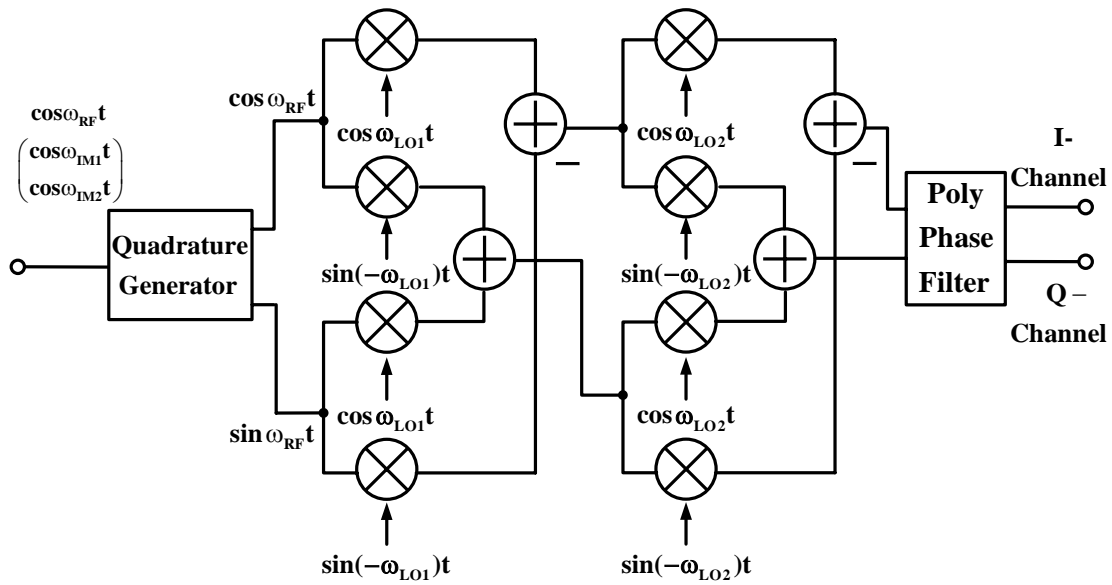 cosω_RF t
(cosω_IM1 t
cosω_IM2 t)
Quadrature
Generator
cos ω_RF t
sin ω_RF t
cos ω_LO1 t
sin(−ω_LO1)t
cos ω_LO1 t
sin(−ω_LO1)t
+
−
+
cos ω_LO2 t
sin(−ω_LO2)t
cos ω_LO2 t
sin(−ω_LO2)t
+
−
+
Poly
Phase
Filter
I-
Channel
Q −
Channel